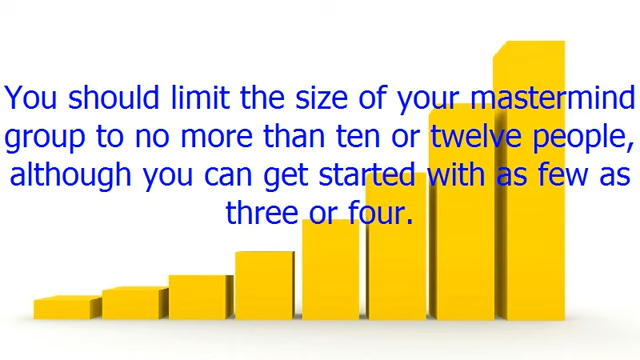 You should limit the size of your mastermind
group to no more than ten or twelve people,
although you can get started with as few as
three or four.